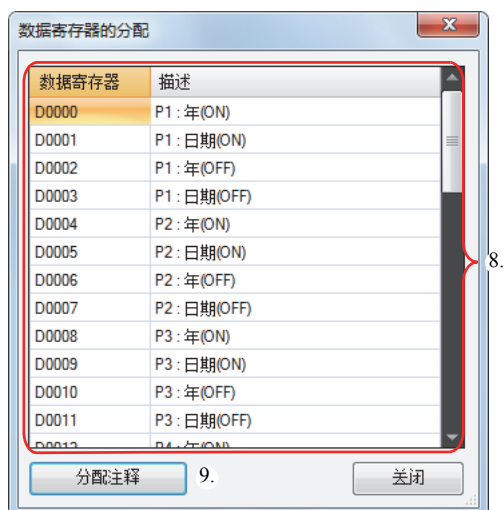 数据寄存器的分配
数据寄存器 描述
D0000 P1 : 年(ON)
D0001 P1 : 日期(ON)
D0002 P1 : 年(OFF)
D0003 P1 : 日期(OFF)
D0004 P2 : 年(ON)
D0005 P2 : 日期(ON)
D0006 P2 : 年(OFF)
D0007 P2 : 日期(OFF)
8.
D0008 P3 : 年(ON)
D0009 P3 : 日期(ON)
D0010 P3 : 年(OFF)
D0011 P3 : 日期(OFF)
D0012 P4 : 年(ON)
分配注释 9. 关闭